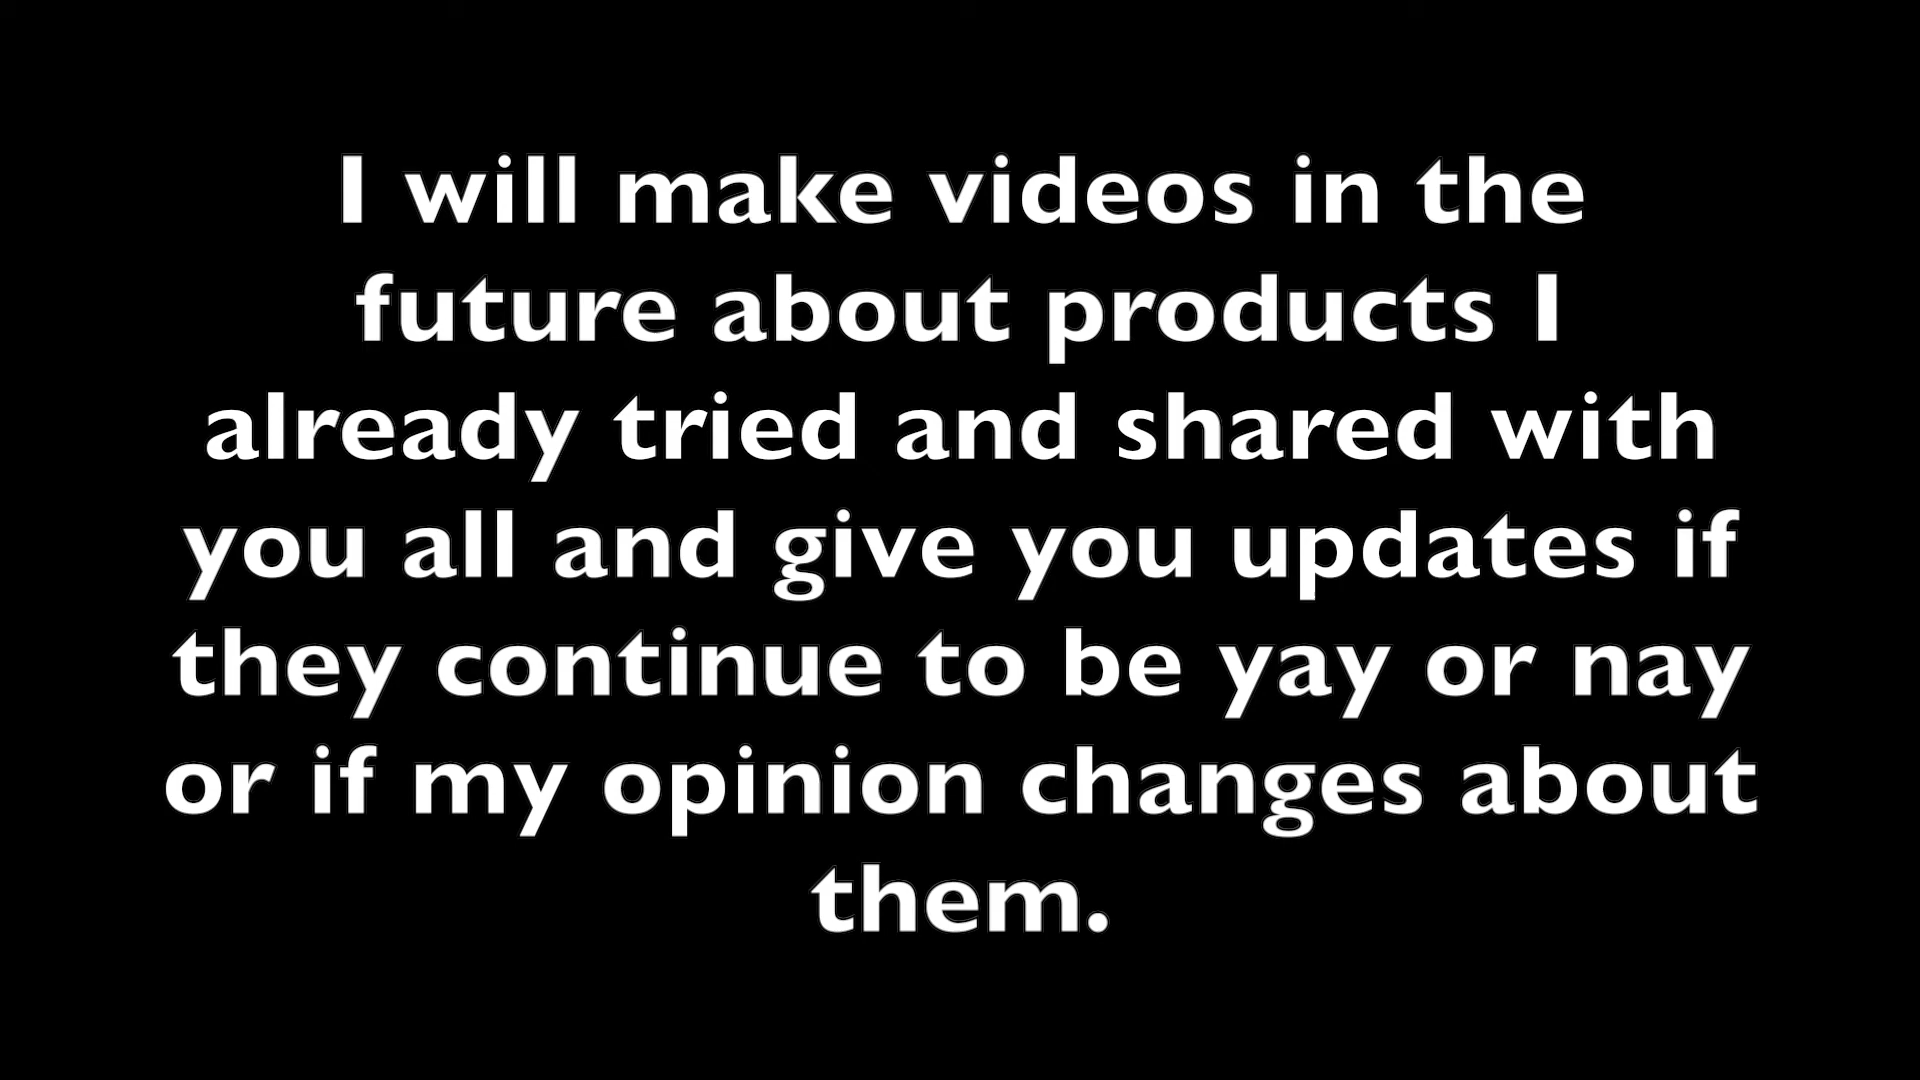 I will make videos in the
future about products I
already tried and shared with
you all and give you updates if
they continue to be yay or nay
or if my opinion changes about
them.